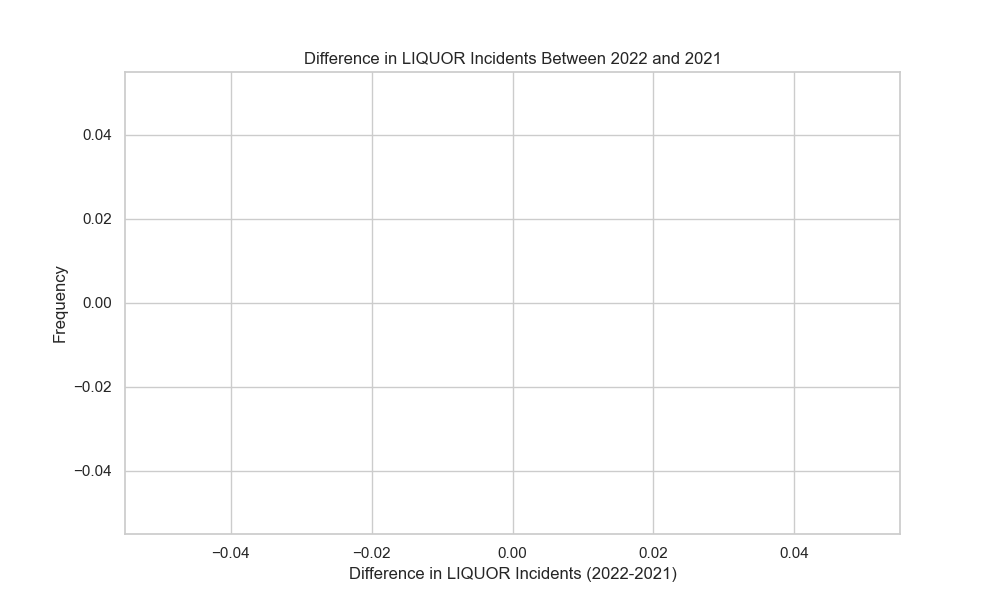 Difference in LIQUOR Incidents Between 2022 and 2021
0.04
0.02
0.00
−0.02
−0.04
Frequency
−0.04 −0.02 0.00 0.02 0.04
Difference in LIQUOR Incidents (2022-2021)